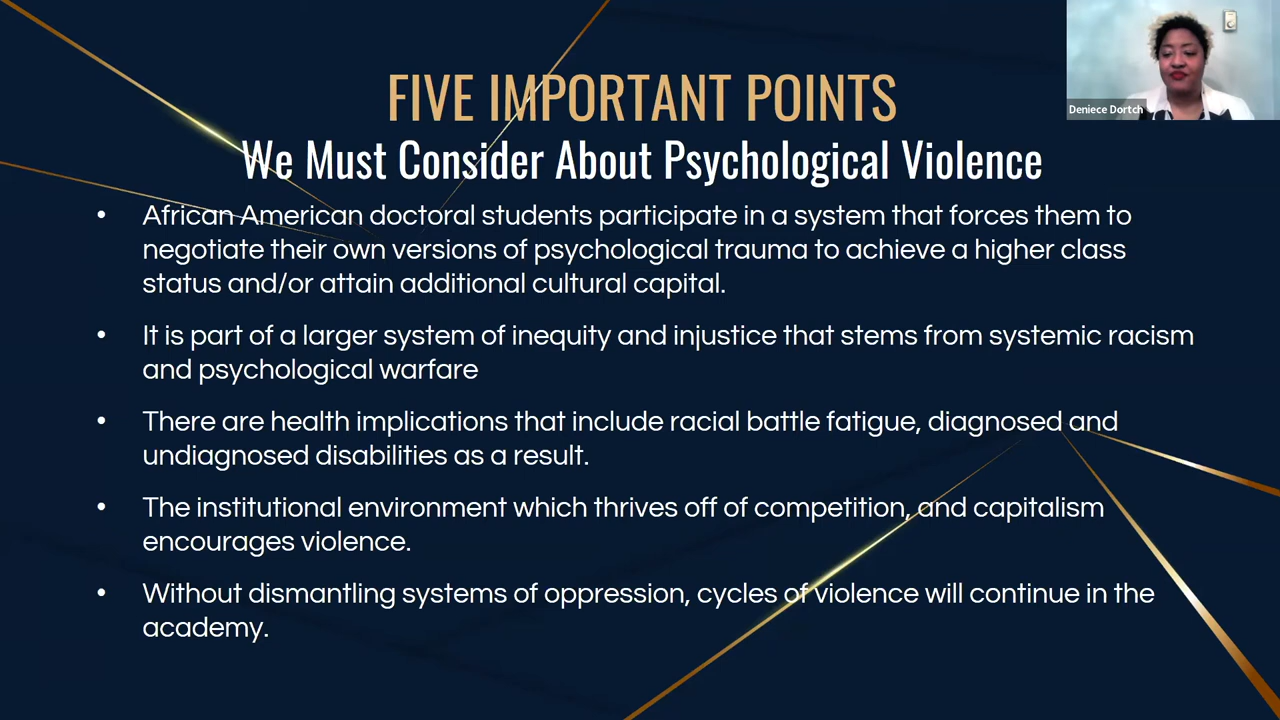 FIVE IMPORTANT POINTS
We Must Consider About Psychological Violence
Deniece Dortch
• African American doctoral students participate in a system that forces them to
negotiate their own versions of psychological trauma to achieve a higher class
status and/or attain additional cultural capital.
• It is part of a larger system of inequity and injustice that stems from systemic racism
and psychological warfare
• There are health implications that include racial battle fatigue, diagnosed and
undiagnosed disabilities as a result.
• The institutional environment which thrives off of competition, and capitalism
encourages violence.
• Without dismantling systems of oppression, cycles of violence will continue in the
academy.